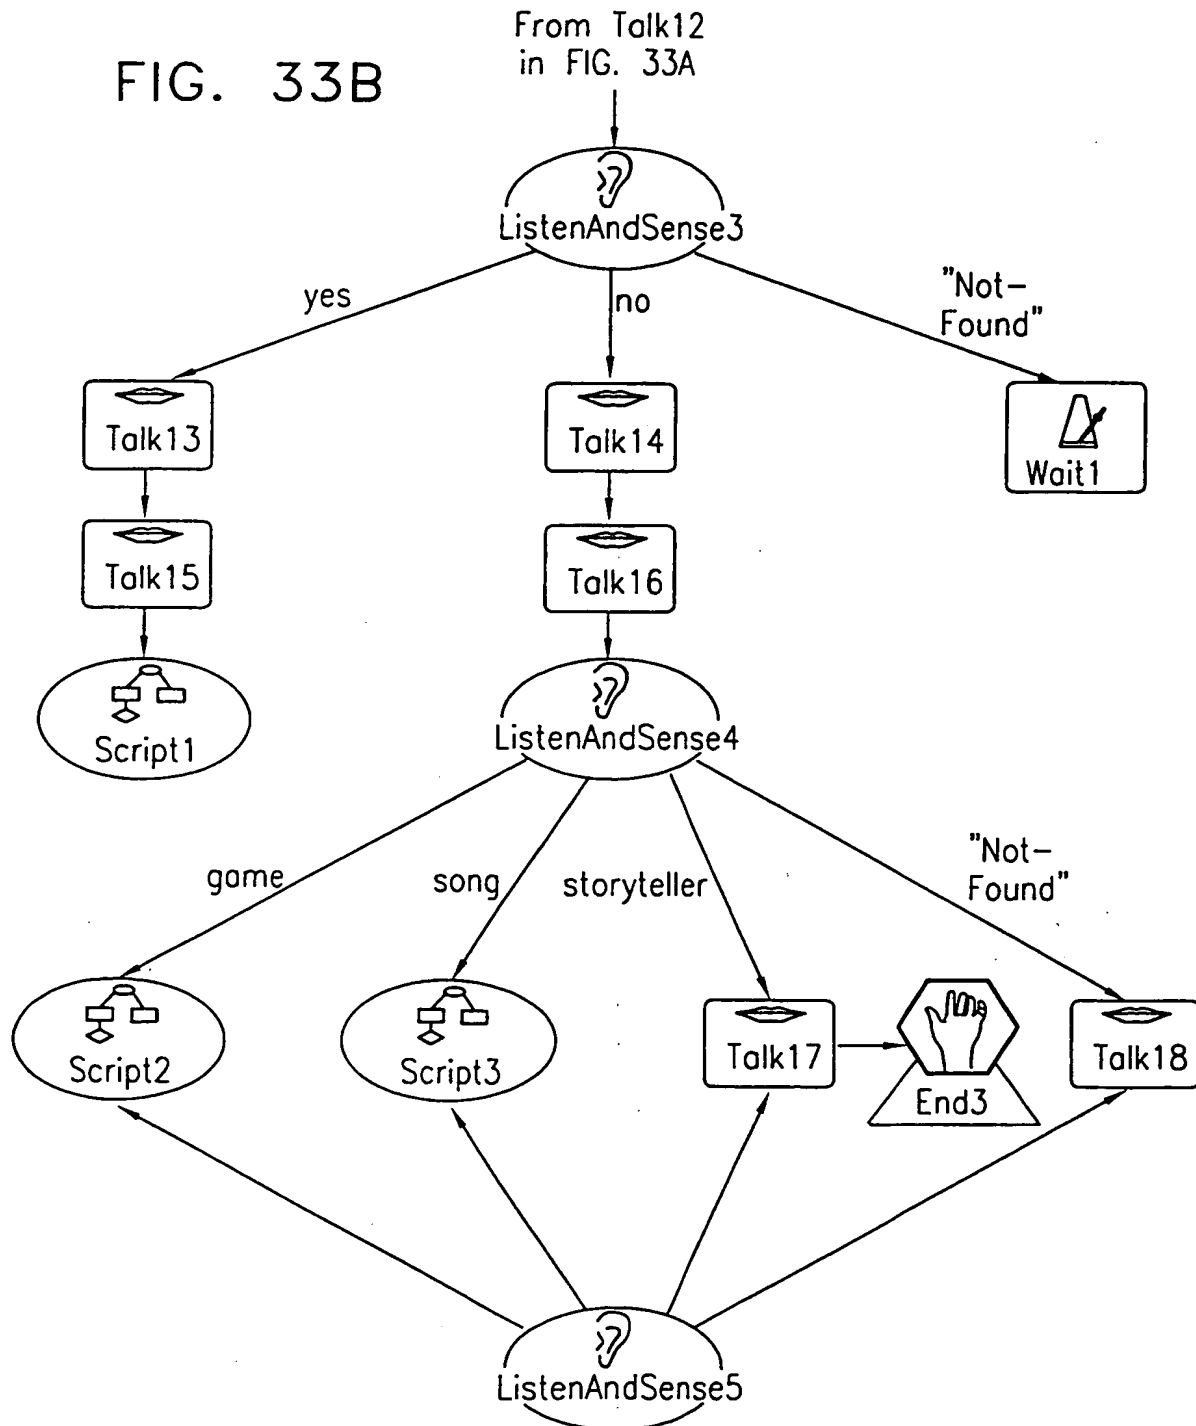 From Talk12
in FIG. 33A
FIG. 33B
ListenAndSense3
yes
no
"Not-
Found"
Talk13
Talk14
Wait1
Talk15
Talk16
Script1
ListenAndSense4
game
song
storyteller
"Not-
Found"
Script2
Script3
Talk17
End3
Talk18
ListenAndSense5